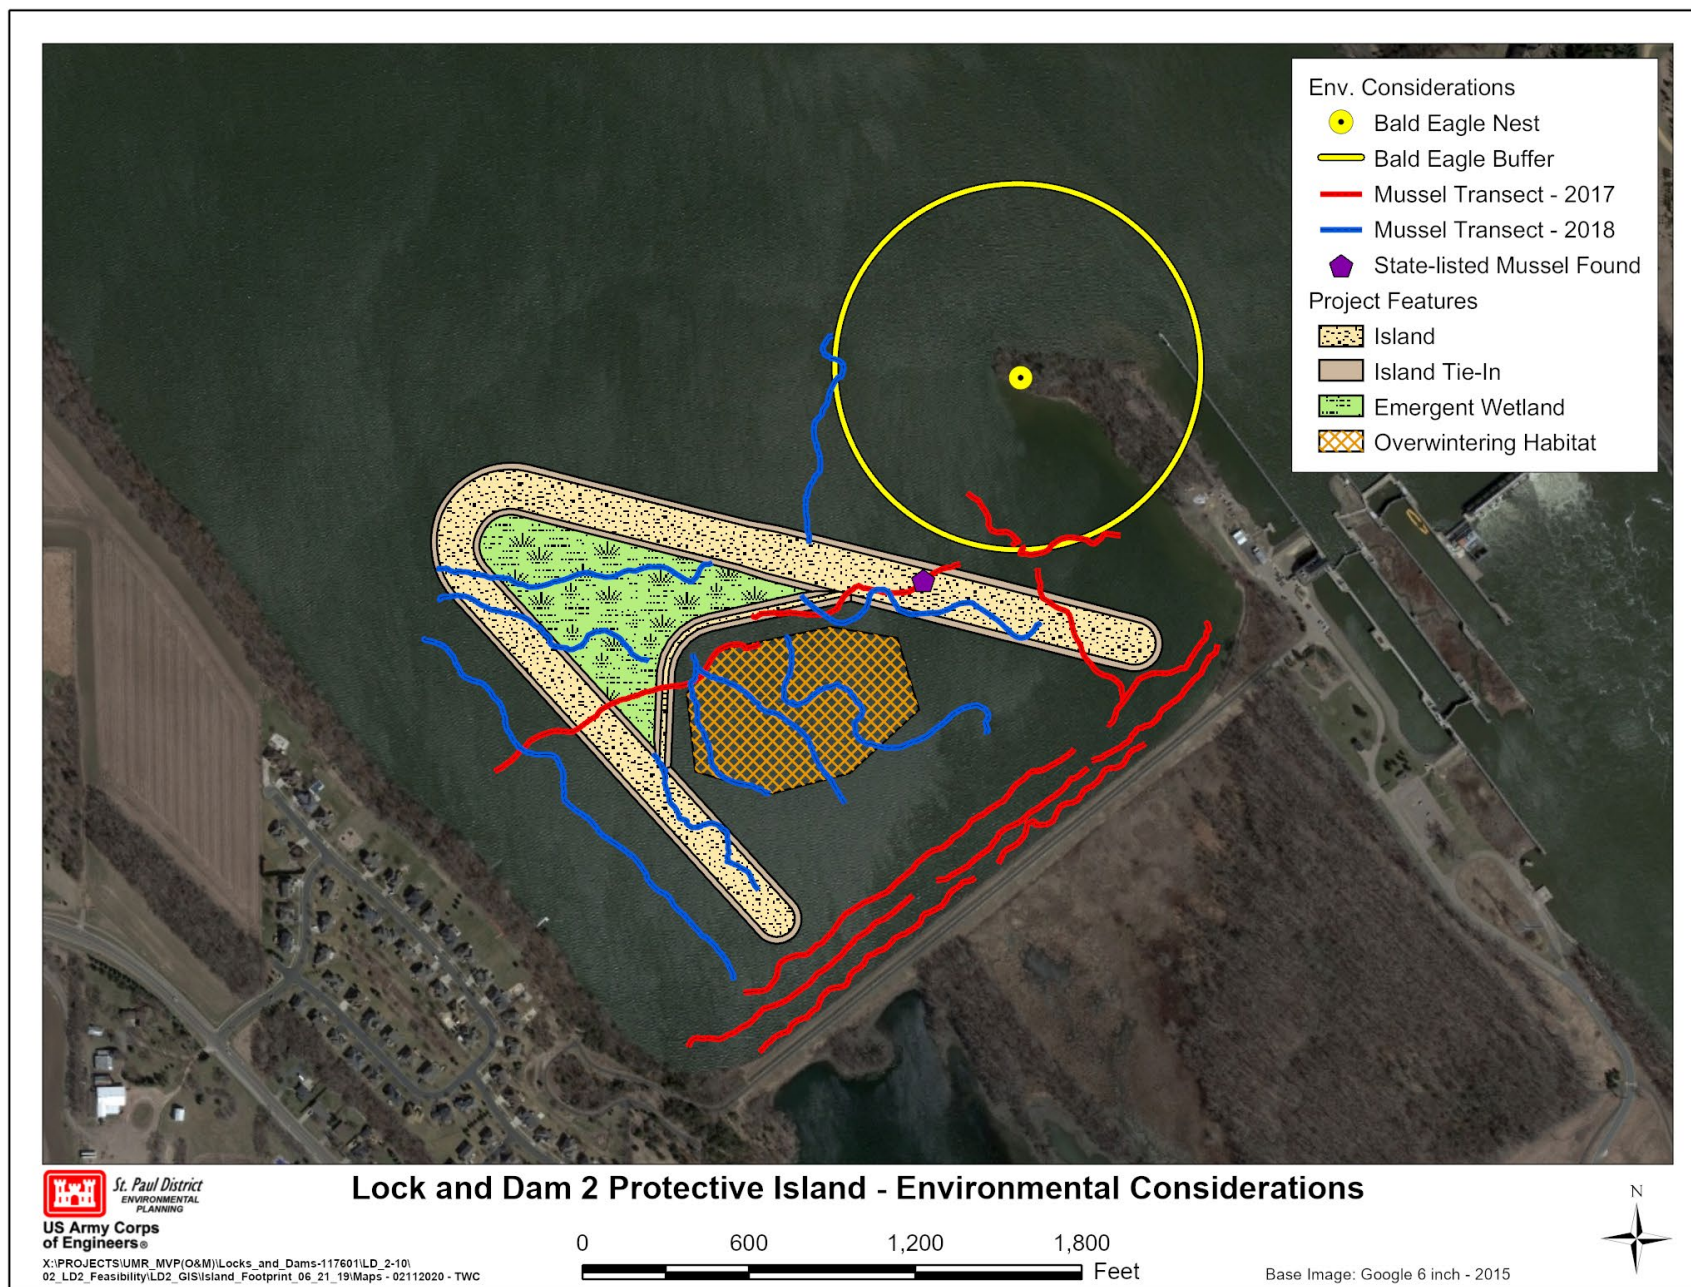 Env. Considerations
Bald Eagle Nest
Bald Eagle Buffer
Mussel Transect - 2017
Mussel Transect - 2018
State-listed Mussel Found
Project Features
Island
Island Tie-In
Emergent Wetland
Overwintering Habitat
St. Paul District
ENVIRONMENTAL
PLANNING
US Army Corps
of Engineers®
X:\PROJECTS\UMR_MVP(O&M)\Locks_and_Dams-117601\LD_2-10\
02_LD2_Feasibility\LD2_GIS\Island_Footprint_06_21_19\Maps - 02112020 - TWC
Lock and Dam 2 Protective Island - Environmental Considerations
0 600 1,200 1,800
Feet
N
Base Image: Google 6 inch - 2015